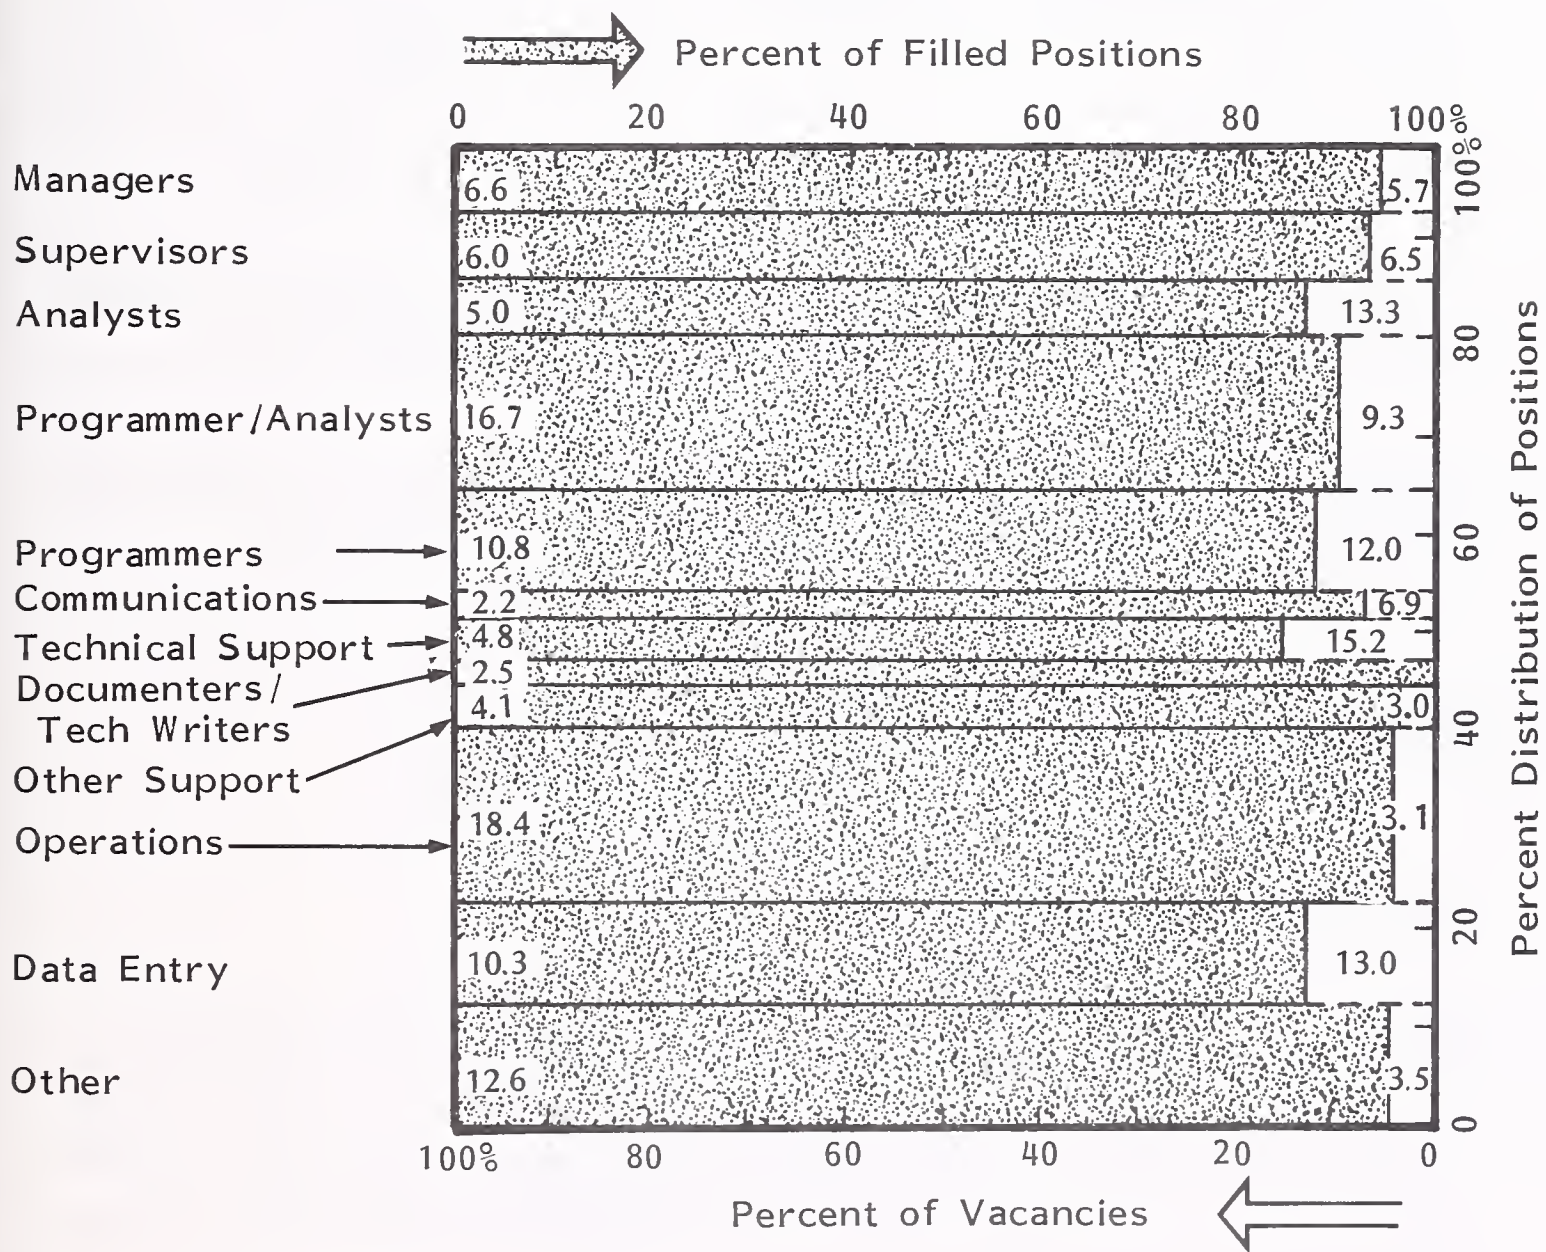 Percent of Filled Positions
0 20 40 60 80 100%
Managers 6.6 5.7
Supervisors 6.0 6.5
Analysts 5.0 13.3
Programmer/Analysts 16.7 9.3
Programmers 10.8 12.0
Communications 2.2 16.9
Technical Support 4.8 15.2
Documenters/
Tech Writers 2.5
Other Support 4.1 3.0
Operations 18.4 3.1
Data Entry 10.3 13.0
Other 12.6 3.5
100% 80 60 40 20 0
Percent of Vacancies
100%
80
60
40
20
0
Percent Distribution of Positions